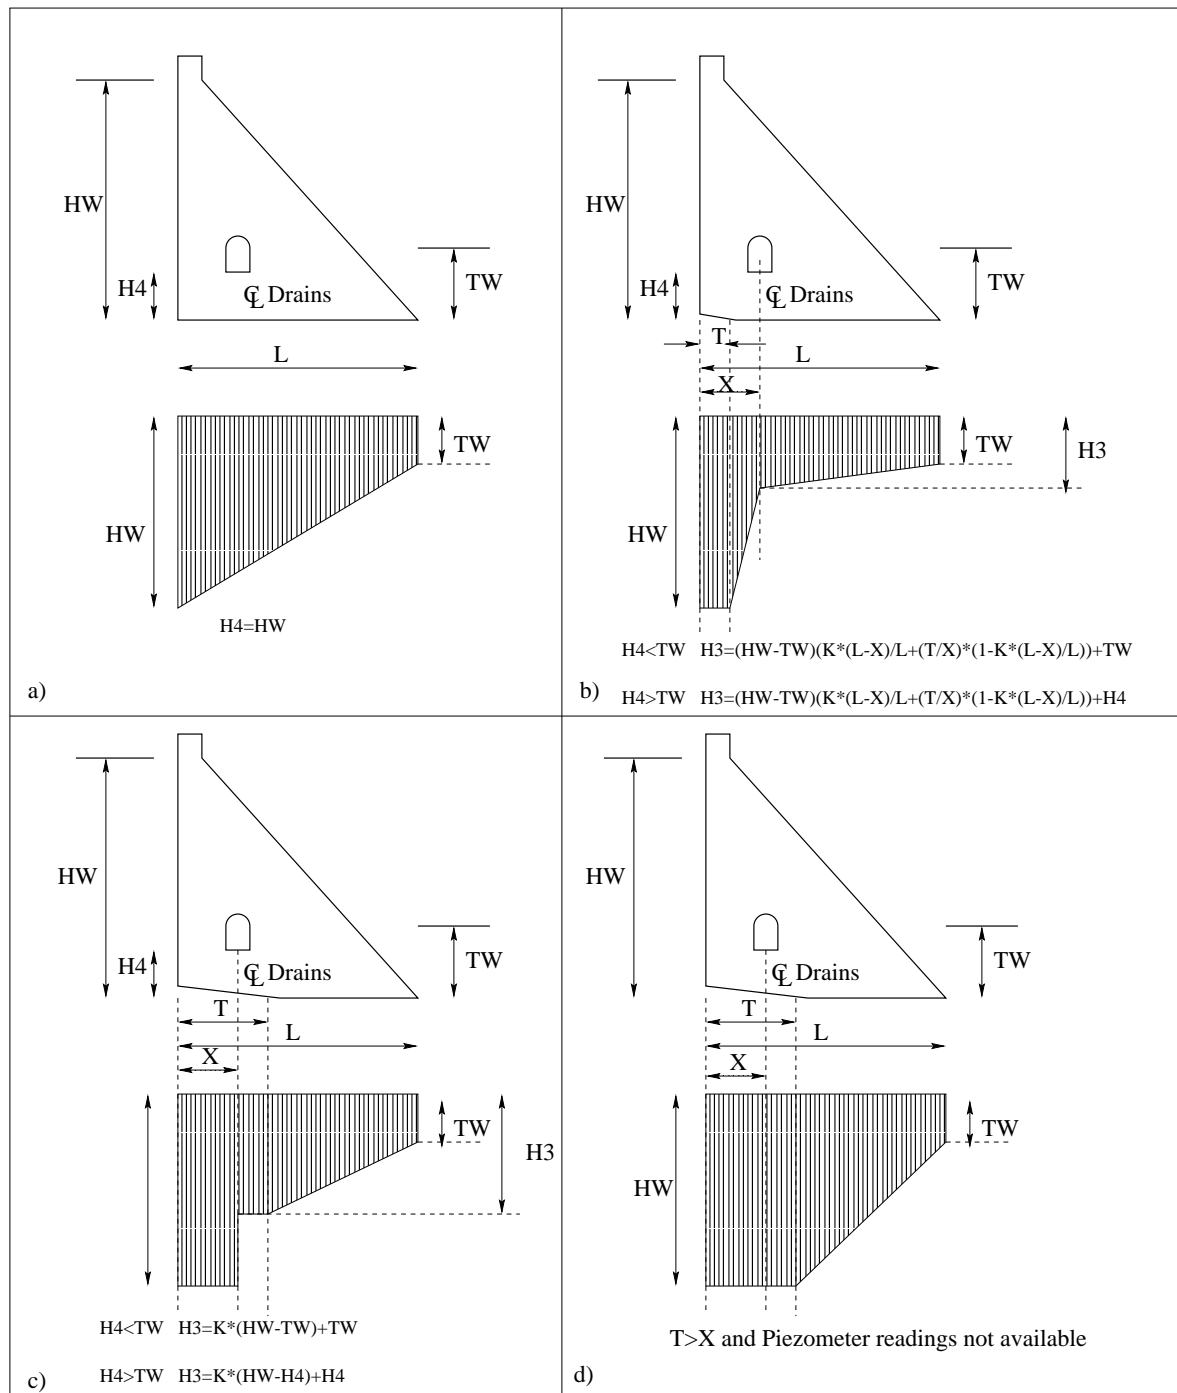 HW
H4
℄ Drains
TW
L
HW
TW
H4=HW
a)
HW
H4
℄ Drains
TW
T
L
X
HW
TW
H3
H4<TW H3=(HW-TW)(K*(L-X)/L+(T/X)*(1-K*(L-X)/L))+TW
H4>TW H3=(HW-TW)(K*(L-X)/L+(T/X)*(1-K*(L-X)/L))+H4
b)
HW
H4
℄ Drains
TW
T
L
X
TW
H3
H4<TW H3=K*(HW-TW)+TW
H4>TW H3=K*(HW-H4)+H4
c)
HW
℄ Drains
TW
T
L
X
TW
HW
T>X and Piezometer readings not available
d)